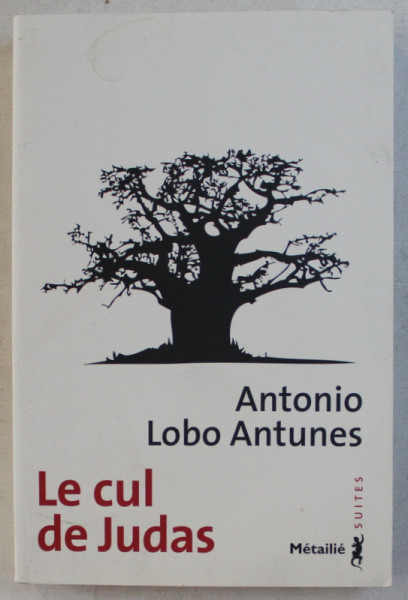 Antonio
Lobo Antunes
Le cul
de Judas
Métailié
SUITES